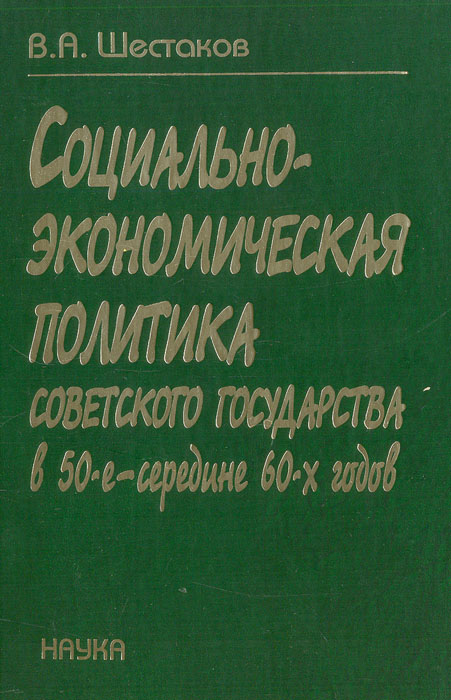 В.А. Шестаков
Социально-
экономическая
политика
советского государства
в 50-е–середине 60-х годов
НАУКА